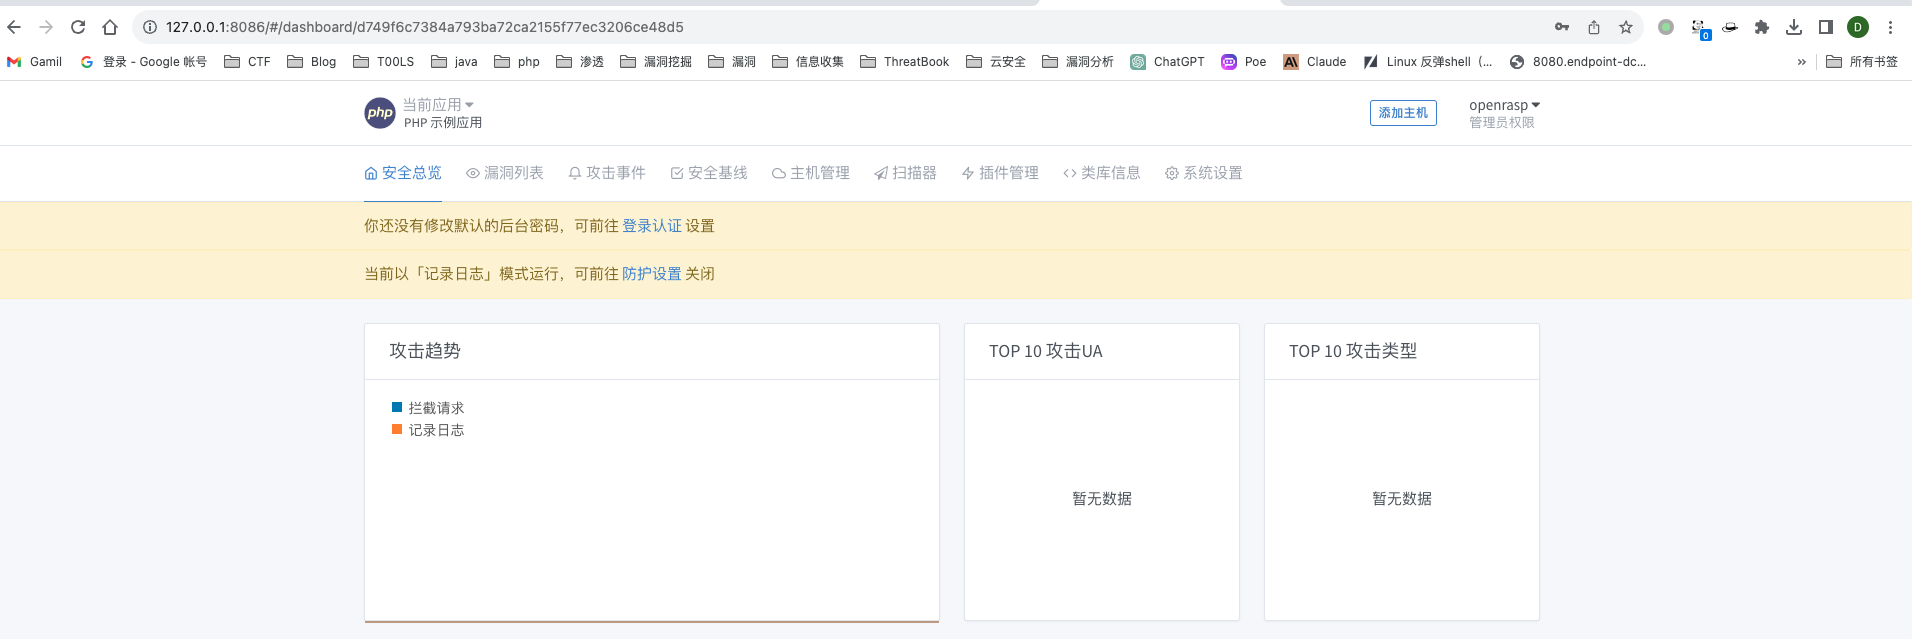 127.0.0.1:8086/#/dashboard/d749f6c7384a793ba72ca2155f77ec3206ce48d5
0
D
Gamil
登录 - Google 帐号
CTF
Blog
T00LS
java
php
渗透
漏洞挖掘
漏洞
信息收集
ThreatBook
云安全
漏洞分析
ChatGPT
Poe
Claude
Linux 反弹shell（...
8080.endpoint-dc...
»
所有书签
php
当前应用
PHP 示例应用
添加主机
openrasp
管理员权限
安全总览
漏洞列表
攻击事件
安全基线
主机管理
扫描器
插件管理
类库信息
系统设置
你还没有修改默认的后台密码，可前往 登录认证 设置
当前以「记录日志」模式运行，可前往 防护设置 关闭
攻击趋势
拦截请求
记录日志
TOP 10 攻击UA
暂无数据
TOP 10 攻击类型
暂无数据